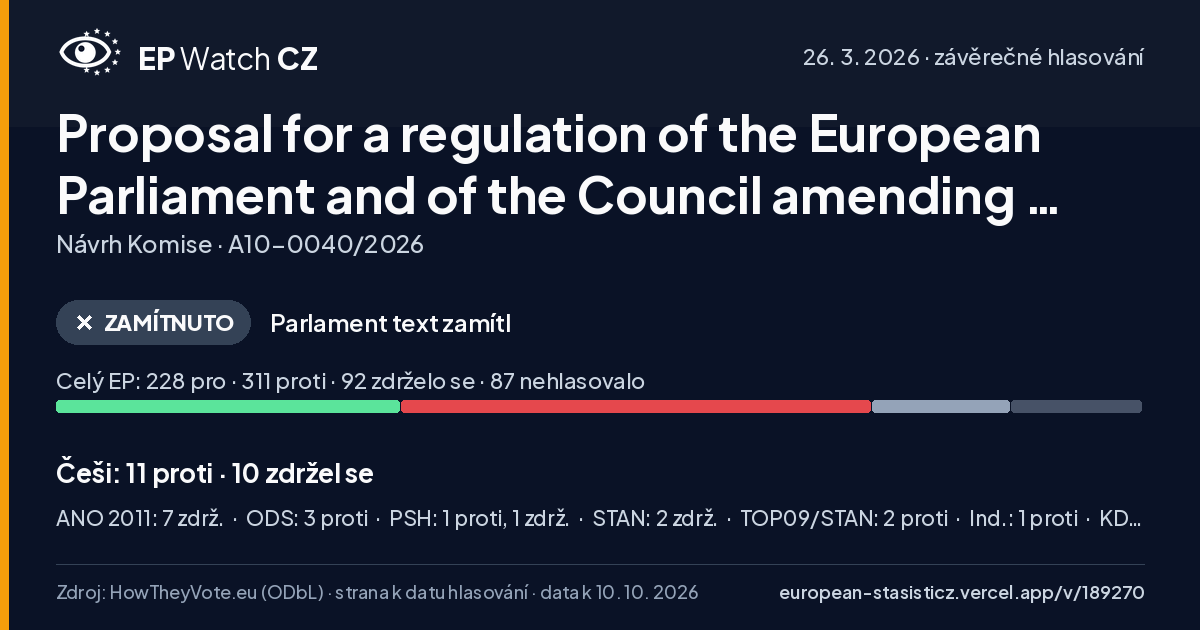 EP Watch CZ
26. 3. 2026 · závěrečné hlasování
Proposal for a regulation of the European
Parliament and of the Council amending …
Návrh Komise · A10–0040/2026
✕ ZAMÍTNUTO
Parlament text zamítl
Celý EP: 228 pro · 311 proti · 92 zdrželo se · 87 nehlasovalo
Češi: 11 proti · 10 zdržel se
ANO 2011: 7 zdrž. · ODS: 3 proti · PSH: 1 proti, 1 zdrž. · STAN: 2 zdrž. · TOP09/STAN: 2 proti · Ind.: 1 proti · KD…
Zdroj: HowTheyVote.eu (ODbL) · strana k datu hlasování · data k 10. 10. 2026
european-stasisticz.vercel.app/v/189270